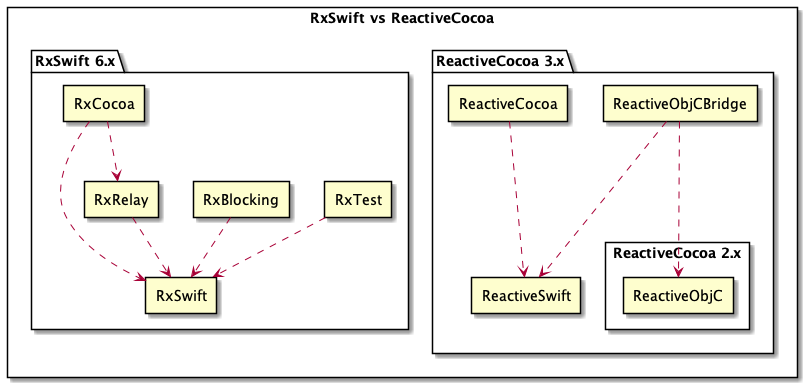 RxSwift vs ReactiveCocoa
RxSwift 6.x
ReactiveCocoa 3.x
RxCocoa
ReactiveCocoa
ReactiveObjCBridge
RxRelay
RxBlocking
RxTest
ReactiveCocoa 2.x
RxSwift
ReactiveSwift
ReactiveObjC